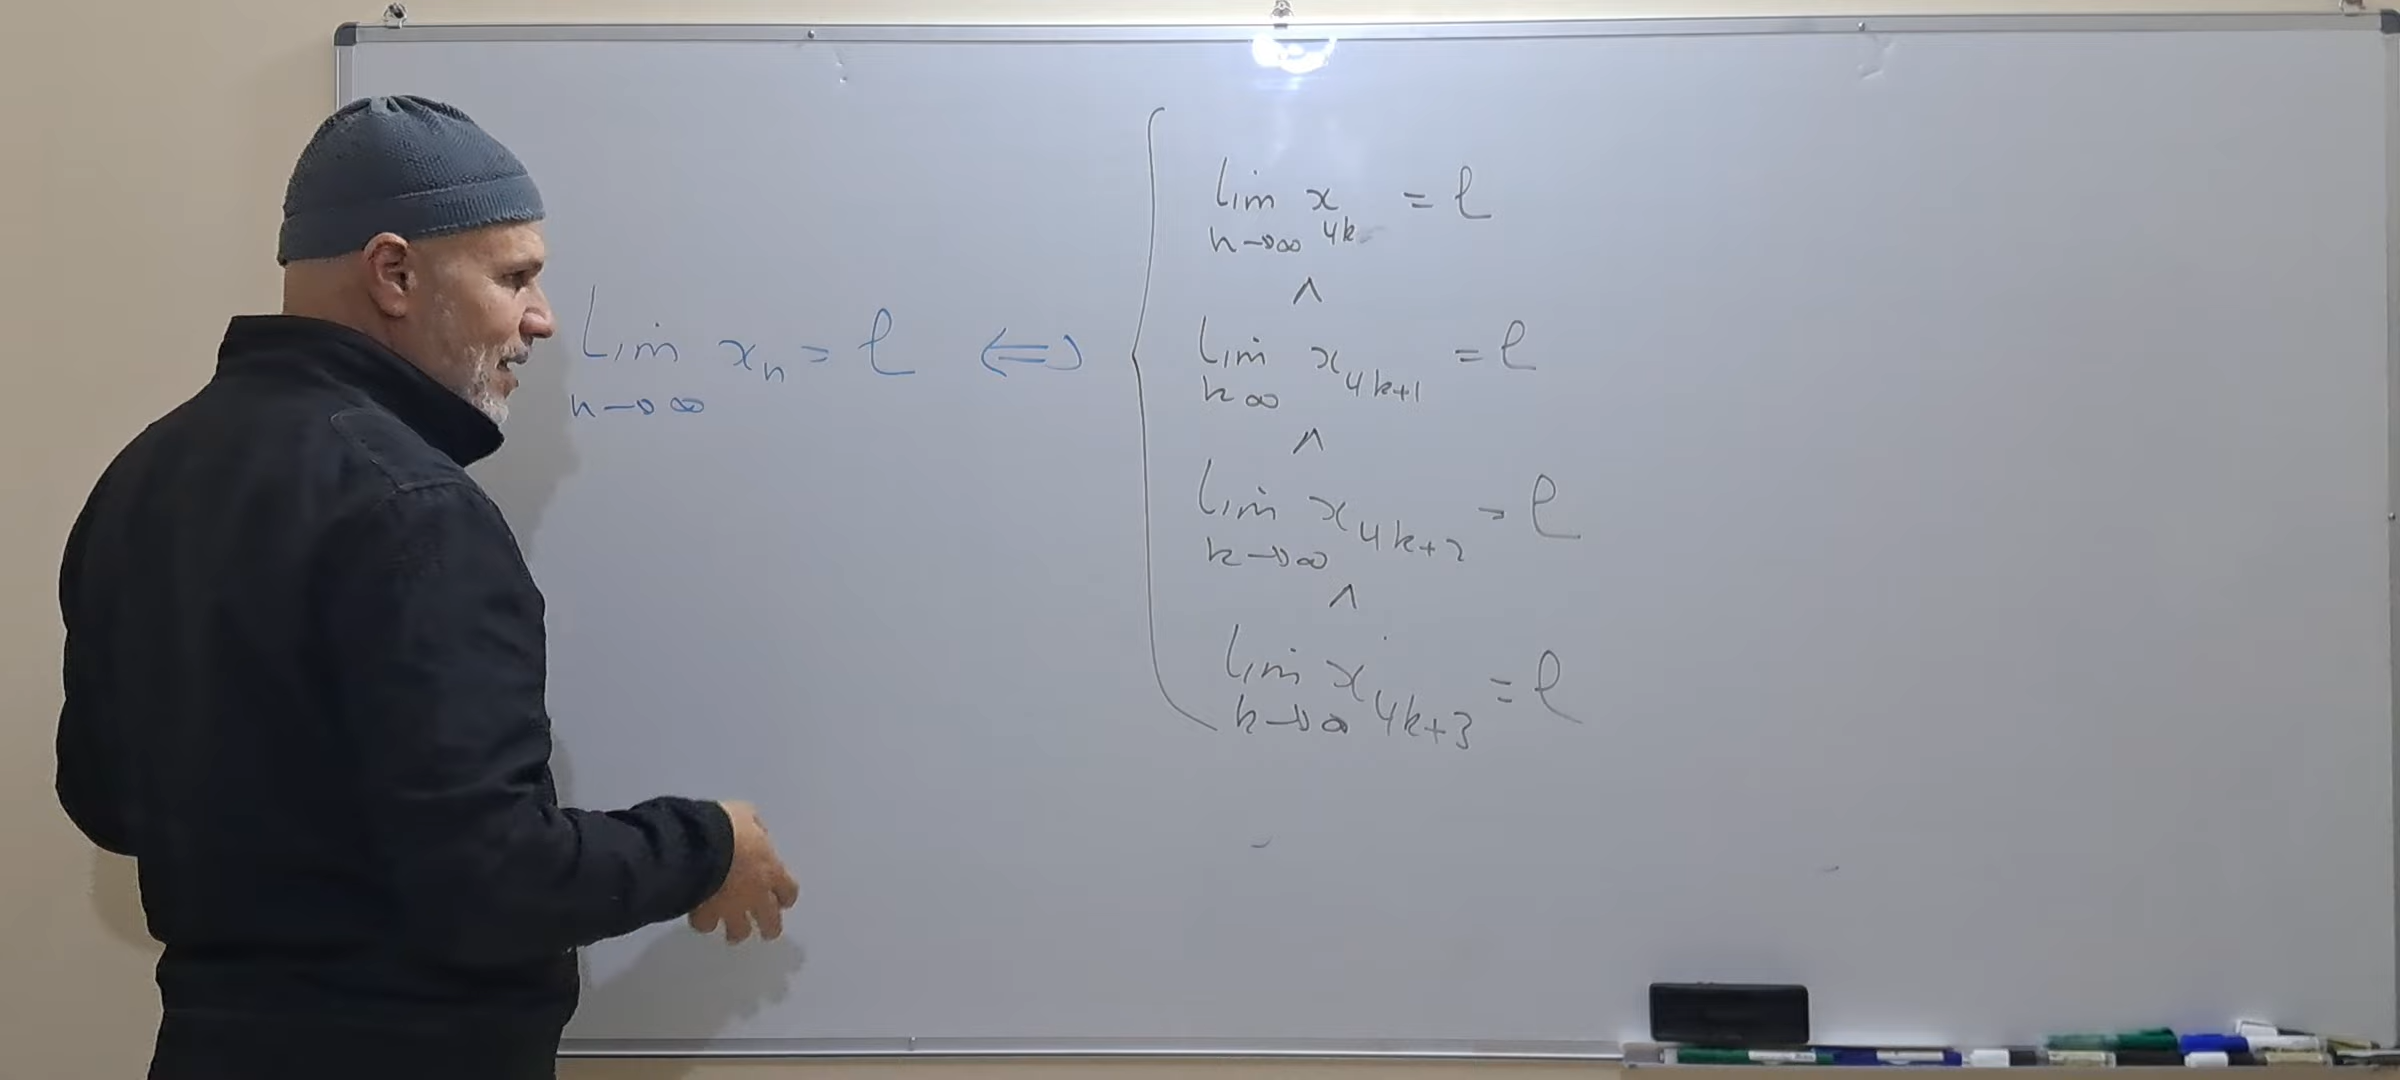 lim x_n = l ⇔
n→∞
lim x_4k = l
n→∞
∧
lim x_4k+1 = l
k ∞
∧
lim x_4k+2 = l
k→∞
∧
lim x_4k+3 = l
k→∞